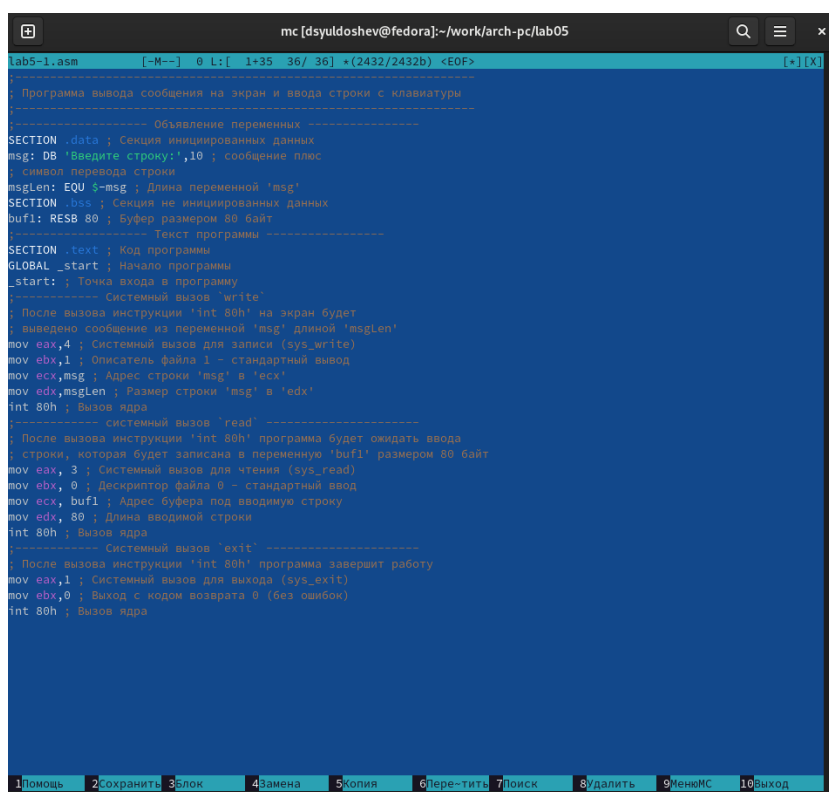 mc [dsyuldoshev@fedora]:~/work/arch-pc/lab05
lab5-1.asm [-M--] 0 L:[ 1+35 36/ 36] *(2432/2432b) <EOF> [*][X]
;------------------------------------------------------------------
; Программа вывода сообщения на экран и ввода строки с клавиатуры
;------------------------------------------------------------------
;------------------- Объявление переменных ----------------
SECTION .data ; Секция инициированных данных
msg: DB 'Введите строку:',10 ; сообщение плюс
; символ перевода строки
msgLen: EQU $-msg ; Длина переменной 'msg'
SECTION .bss ; Секция не инициированных данных
buf1: RESB 80 ; Буфер размером 80 байт
;------------------- Текст программы -----------------
SECTION .text ; Код программы
GLOBAL _start ; Начало программы
_start: ; Точка входа в программу
;------------ Системный вызов `write`
; После вызова инструкции 'int 80h' на экран будет
; выведено сообщение из переменной 'msg' длиной 'msgLen'
mov eax,4 ; Системный вызов для записи (sys_write)
mov ebx,1 ; Описатель файла 1 - стандартный вывод
mov ecx,msg ; Адрес строки 'msg' в 'ecx'
mov edx,msgLen ; Размер строки 'msg' в 'edx'
int 80h ; Вызов ядра
;------------ системный вызов `read` ----------------------
; После вызова инструкции 'int 80h' программа будет ожидать ввода
; строки, которая будет записана в переменную 'buf1' размером 80 байт
mov eax, 3 ; Системный вызов для чтения (sys_read)
mov ebx, 0 ; Дескриптор файла 0 - стандартный ввод
mov ecx, buf1 ; Адрес буфера под вводимую строку
mov edx, 80 ; Длина вводимой строки
int 80h ; Вызов ядра
;------------ Системный вызов `exit` ----------------------
; После вызова инструкции 'int 80h' программа завершит работу
mov eax,1 ; Системный вызов для выхода (sys_exit)
mov ebx,0 ; Выход с кодом возврата 0 (без ошибок)
int 80h ; Вызов ядра
1Помощь 2Сохранить 3Блок 4Замена 5Копия 6Пере~тить 7Поиск 8Удалить 9МенюMC 10Выход